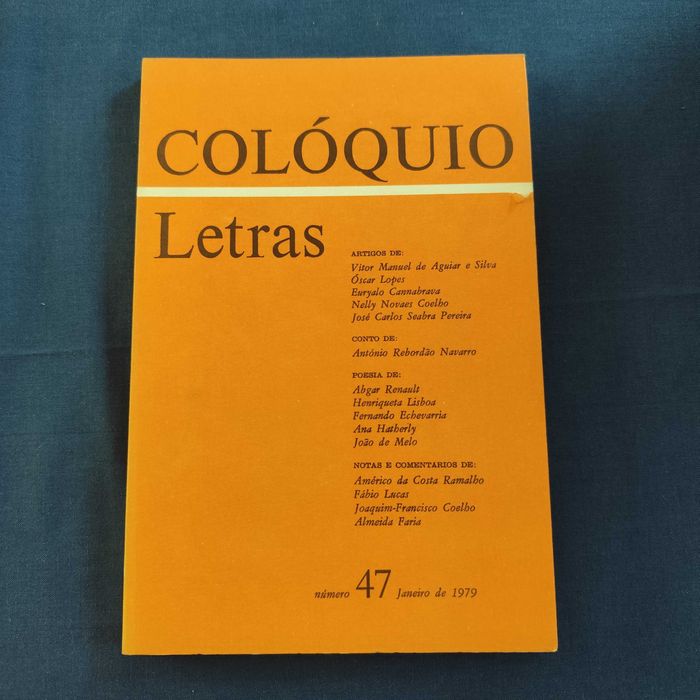 COLÓQUIO
Letras
ARTIGOS DE:
Vítor Manuel de Aguiar e Silva
Óscar Lopes
Euryalo Cannabrava
Nelly Novaes Coelho
José Carlos Seabra Pereira
CONTO DE:
António Rebordão Navarro
POESIA DE:
Abgar Renault
Henriqueta Lisboa
Fernando Echevarria
Ana Hatherly
João de Melo
NOTAS E COMENTARIOS DE:
Américo da Costa Ramalho
Fábio Lucas
Joaquim-Francisco Coelho
Almeida Faria
número 47 Janeiro de 1979